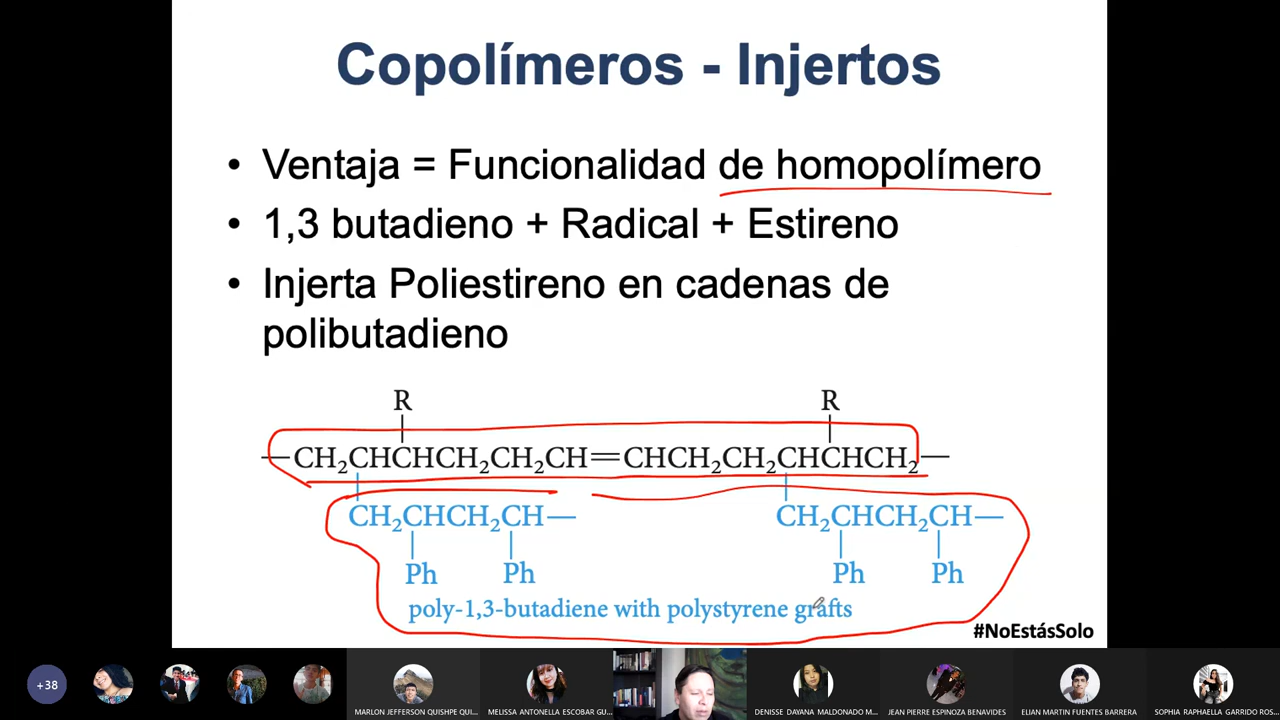 Copolímeros - Injertos
• Ventaja = Funcionalidad de homopolímero
• 1,3 butadieno + Radical + Estireno
• Injerta Poliestireno en cadenas de
polibutadieno
R R
—CH₂CHCHCH₂CH₂CH=CHCH₂CH₂CHCHCH₂—
CH₂CHCH₂CH— CH₂CHCH₂CH—
Ph Ph Ph Ph
poly-1,3-butadiene with polystyrene grafts
#NoEstásSolo
+38
MARLON JEFFERSON QUISHPE QUI... MELISSA ANTONELLA ESCOBAR GU... DENISSE DAYANA MALDONADO M... JEAN PIERRE ESPINOZA BENAVIDES ELIAN MARTIN FUENTES BARRERA SOPHIA RAPHAELLA GARRIDO ROS...